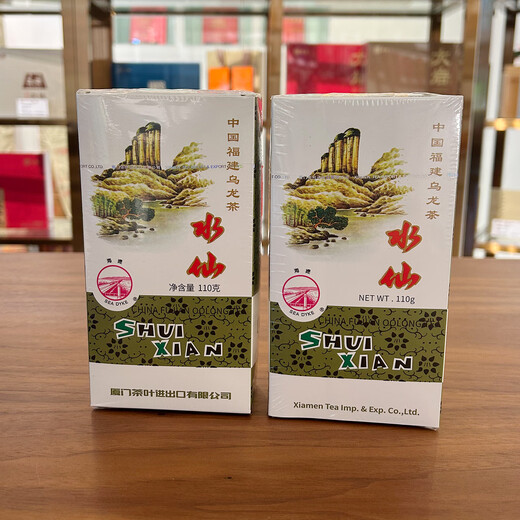 中国福建乌龙茶
水仙
净含量 110克
海堤
SEA DYKE
CHINA FUJIAN OOLONG
SHUI
XIAN
厦门茶叶进出口有限公司
中国福建乌龙茶
水仙
NET WT. 110g
海堤
SEA DYKE
CHINA FUJIAN OOLONG
SHUI
XIAN
Xiamen Tea Imp. & Exp. Co.,Ltd.